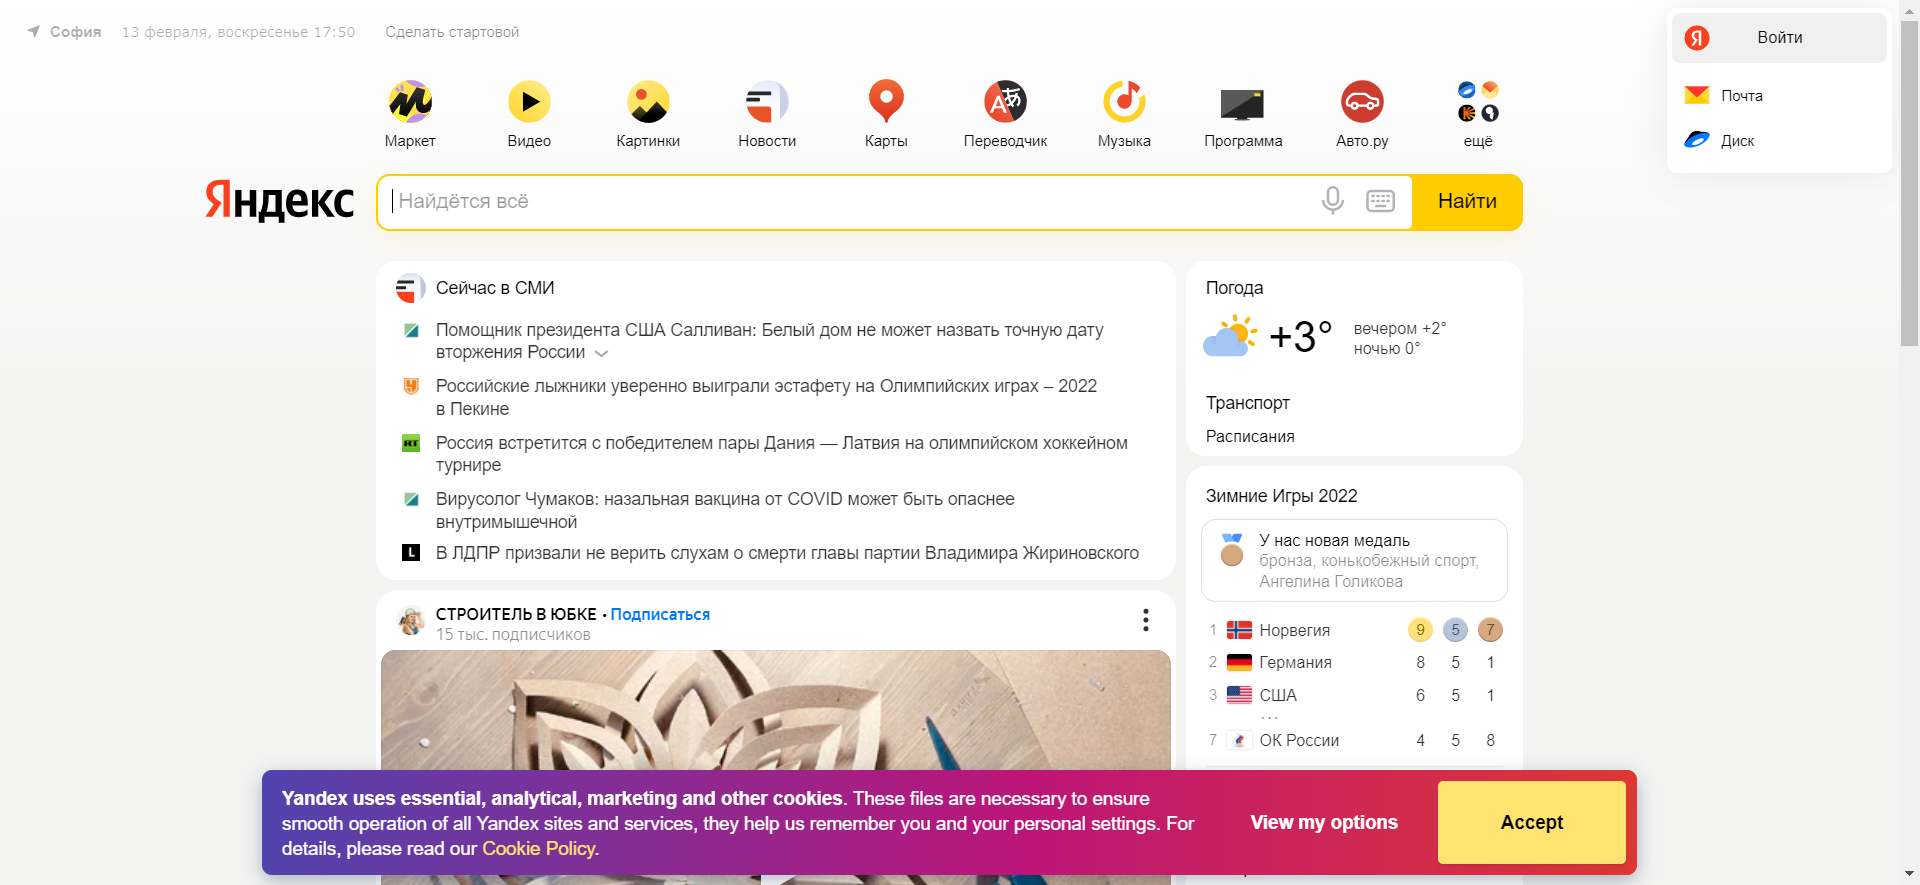 София 13 февраля, воскресенье 17:50 Сделать стартовой
Войти
Почта
Диск
Маркет Видео Картинки Новости Карты Переводчик Музыка Программа Авто.ру ещё
Яндекс Найдётся всё Найти
Сейчас в СМИ
Помощник президента США Салливан: Белый дом не может назвать точную дату
вторжения России
Российские лыжники уверенно выиграли эстафету на Олимпийских играх – 2022
в Пекине
RT
Россия встретится с победителем пары Дания — Латвия на олимпийском хоккейном
турнире
Вирусолог Чумаков: назальная вакцина от COVID может быть опаснее
внутримышечной
L
В ЛДПР призвали не верить слухам о смерти главы партии Владимира Жириновского
СТРОИТЕЛЬ В ЮБКЕ • Подписаться
15 тыс. подписчиков
Погода
+3°
вечером +2°
ночью 0°
Транспорт
Расписания
Зимние Игры 2022
У нас новая медаль
бронза, конькобежный спорт,
Ангелина Голикова
1 Норвегия 9 5 7
2 Германия 8 5 1
3 США 6 5 1
...
7 ОК России 4 5 8
Yandex uses essential, analytical, marketing and other cookies. These files are necessary to ensure
smooth operation of all Yandex sites and services, they help us remember you and your personal settings. For
details, please read our Cookie Policy.
View my options
Accept